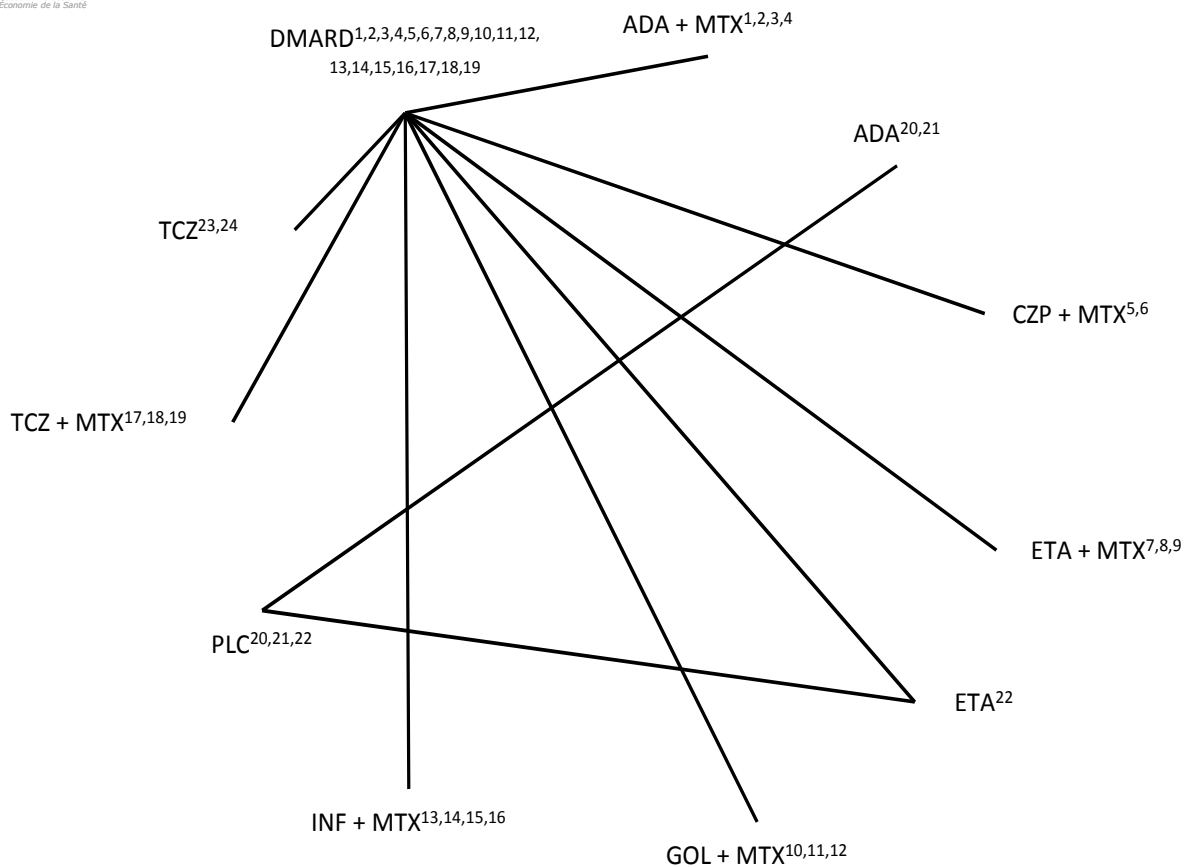 Économie de la Santé
DMARD1,2,3,4,5,6,7,8,9,10,11,12,
13,14,15,16,17,18,19
ADA + MTX1,2,3,4
ADA20,21
TCZ23,24
CZP + MTX5,6
TCZ + MTX17,18,19
ETA + MTX7,8,9
PLC20,21,22
ETA22
INF + MTX13,14,15,16
GOL + MTX10,11,12